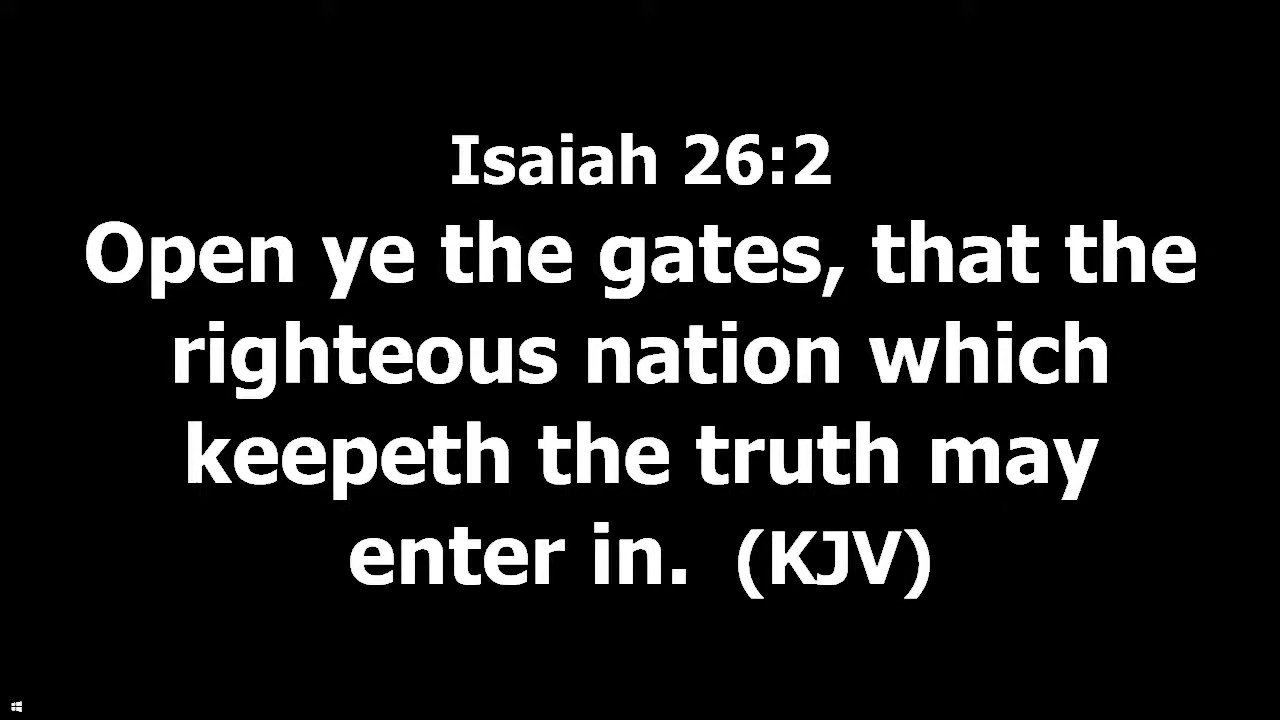 Isaiah 26:2
Open ye the gates, that the
righteous nation which
keepeth the truth may
enter in.  (KJV)